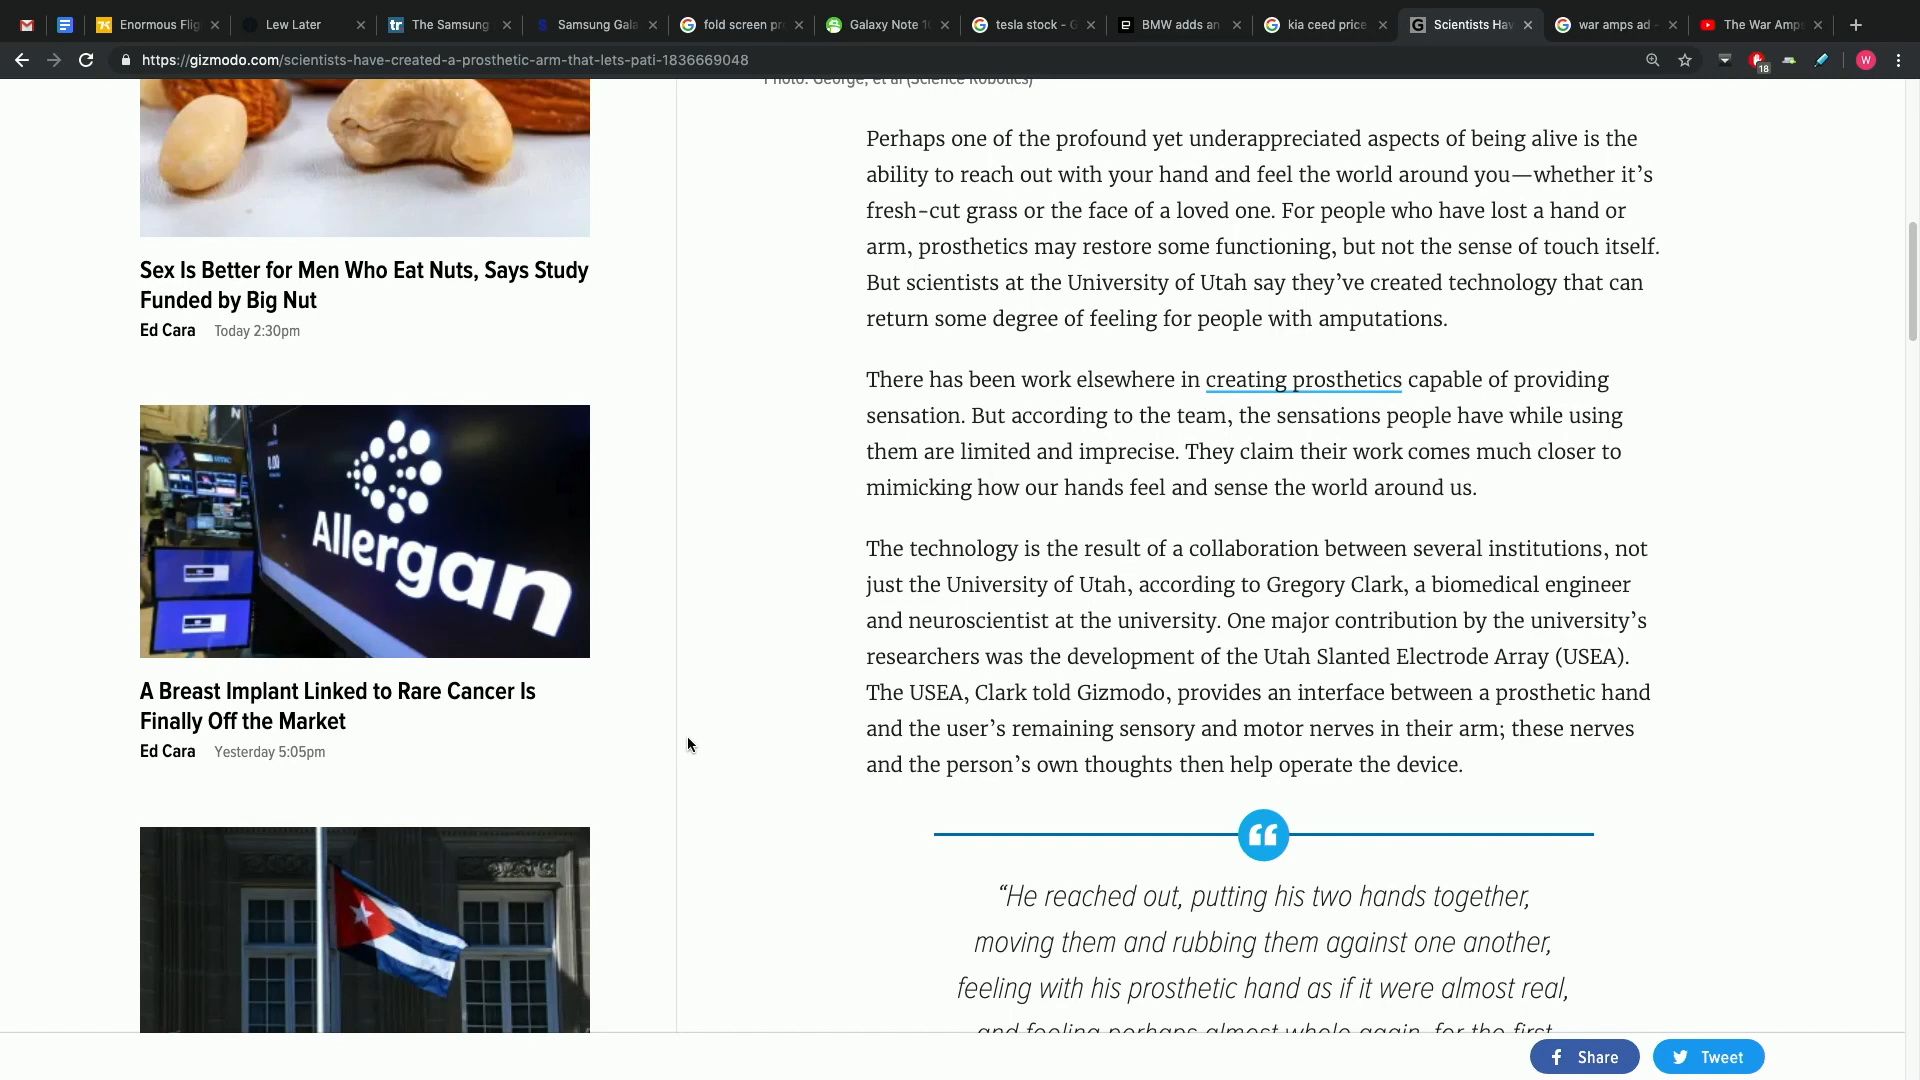 Enormous Flig
Lew Later
The Samsung
Samsung Gala
fold screen pr
Galaxy Note 1
tesla stock - G
BMW adds an
kia ceed price
Scientists Hav
war amps ad -
The War Amp
https://gizmodo.com/scientists-have-created-a-prosthetic-arm-that-lets-pati-1836669048
18
W
Photo: George, et al (Science Robotics)
Sex Is Better for Men Who Eat Nuts, Says Study
Funded by Big Nut
Ed Cara Today 2:30pm
Allergan
A Breast Implant Linked to Rare Cancer Is
Finally Off the Market
Ed Cara Yesterday 5:05pm
Perhaps one of the profound yet underappreciated aspects of being alive is the
ability to reach out with your hand and feel the world around you—whether it’s
fresh-cut grass or the face of a loved one. For people who have lost a hand or
arm, prosthetics may restore some functioning, but not the sense of touch itself.
But scientists at the University of Utah say they’ve created technology that can
return some degree of feeling for people with amputations.
There has been work elsewhere in creating prosthetics capable of providing
sensation. But according to the team, the sensations people have while using
them are limited and imprecise. They claim their work comes much closer to
mimicking how our hands feel and sense the world around us.
The technology is the result of a collaboration between several institutions, not
just the University of Utah, according to Gregory Clark, a biomedical engineer
and neuroscientist at the university. One major contribution by the university’s
researchers was the development of the Utah Slanted Electrode Array (USEA).
The USEA, Clark told Gizmodo, provides an interface between a prosthetic hand
and the user’s remaining sensory and motor nerves in their arm; these nerves
and the person’s own thoughts then help operate the device.
“He reached out, putting his two hands together,
moving them and rubbing them against one another,
feeling with his prosthetic hand as if it were almost real,
and feeling perhaps almost whole again, for the first
Share
Tweet